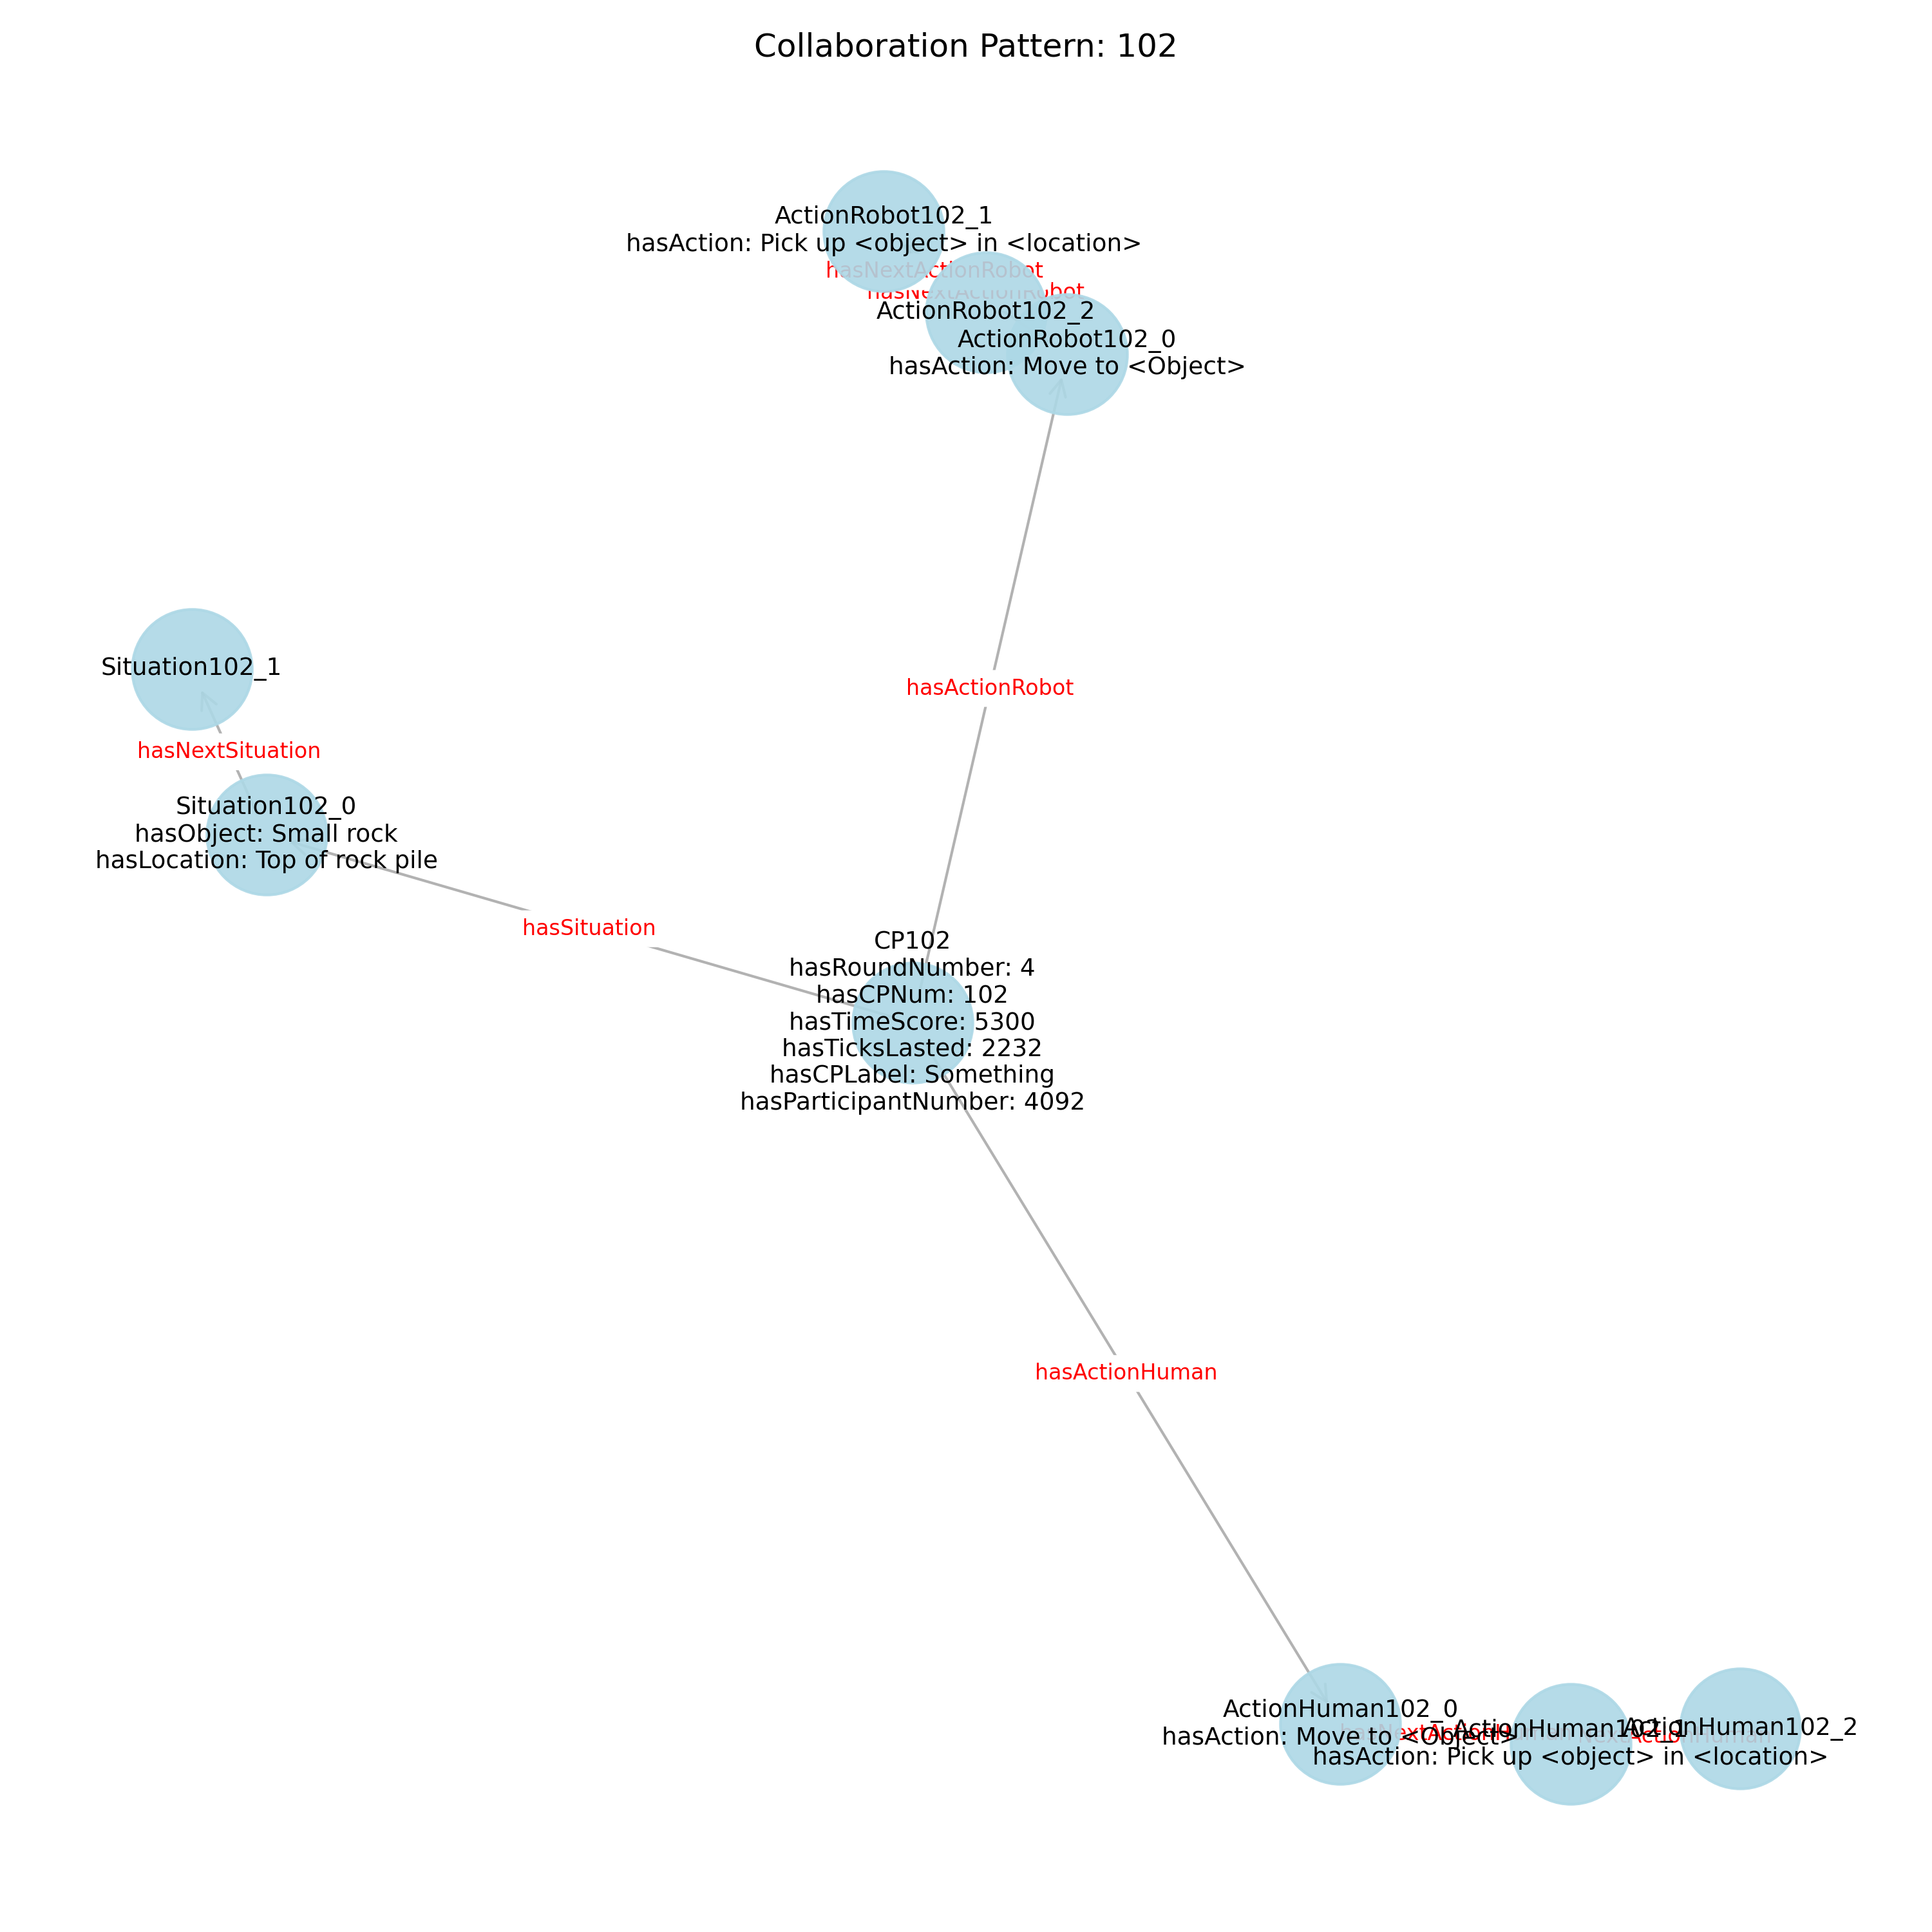 Collaboration Pattern: 102
ActionRobot102_1
hasAction: Pick up <object> in <location>
hasNextActionRobot
hasNextActionRobot
ActionRobot102_2
ActionRobot102_0
hasAction: Move to <Object>
Situation102_1
hasActionRobot
hasNextSituation
Situation102_0
hasObject: Small rock
hasLocation: Top of rock pile
hasSituation
CP102
hasRoundNumber: 4
hasCPNum: 102
hasTimeScore: 5300
hasTicksLasted: 2232
hasCPLabel: Something
hasParticipantNumber: 4092
hasActionHuman
ActionHuman102_0
hasAction: Move to <Object>
hasNextActionHuman
ActionHuman102_1
hasAction: Pick up <object> in <location>
hasNextActionHuman
ActionHuman102_2